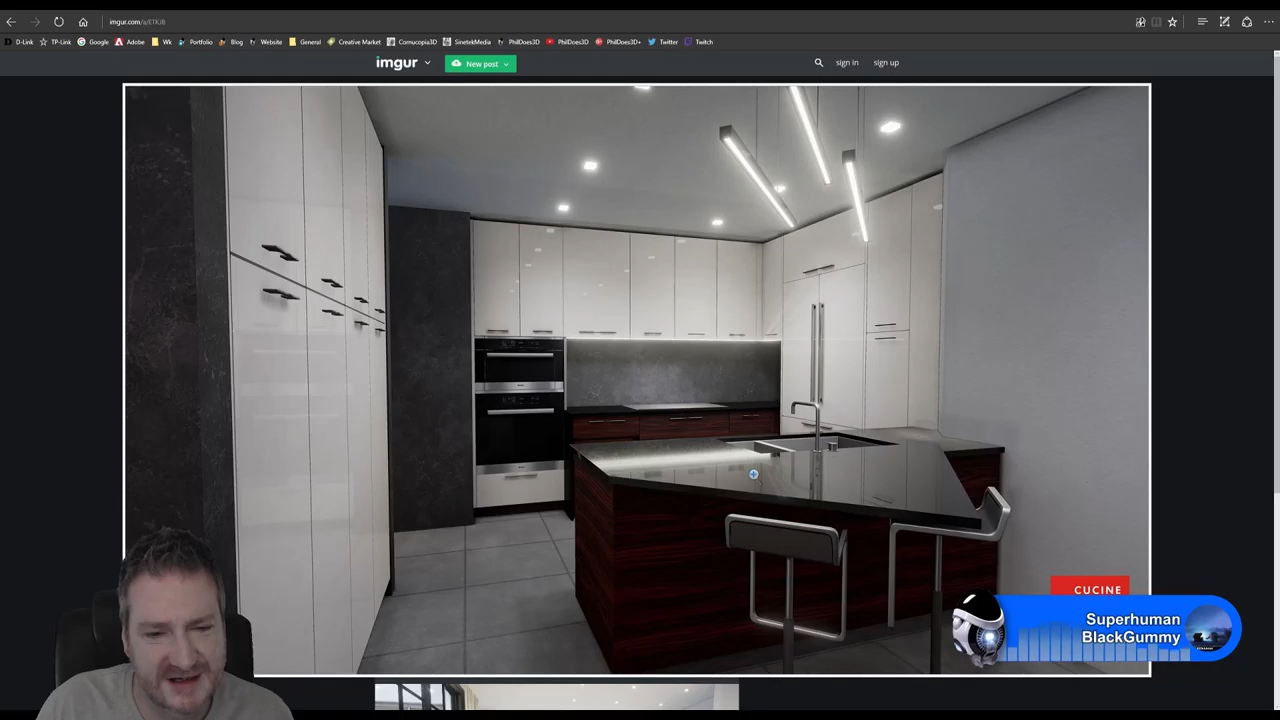 imgur.com/a/ETXJB
D-Link TP-Link Google Adobe Wk Portfolio Blog Website General Creative Market Cornucopia3D SinetekMedia PhilDoes3D PhilDoes3D PhilDoes3D+ Twitter Twitch
imgur New post sign in sign up
CUCINE
Superhuman
BlackGummy